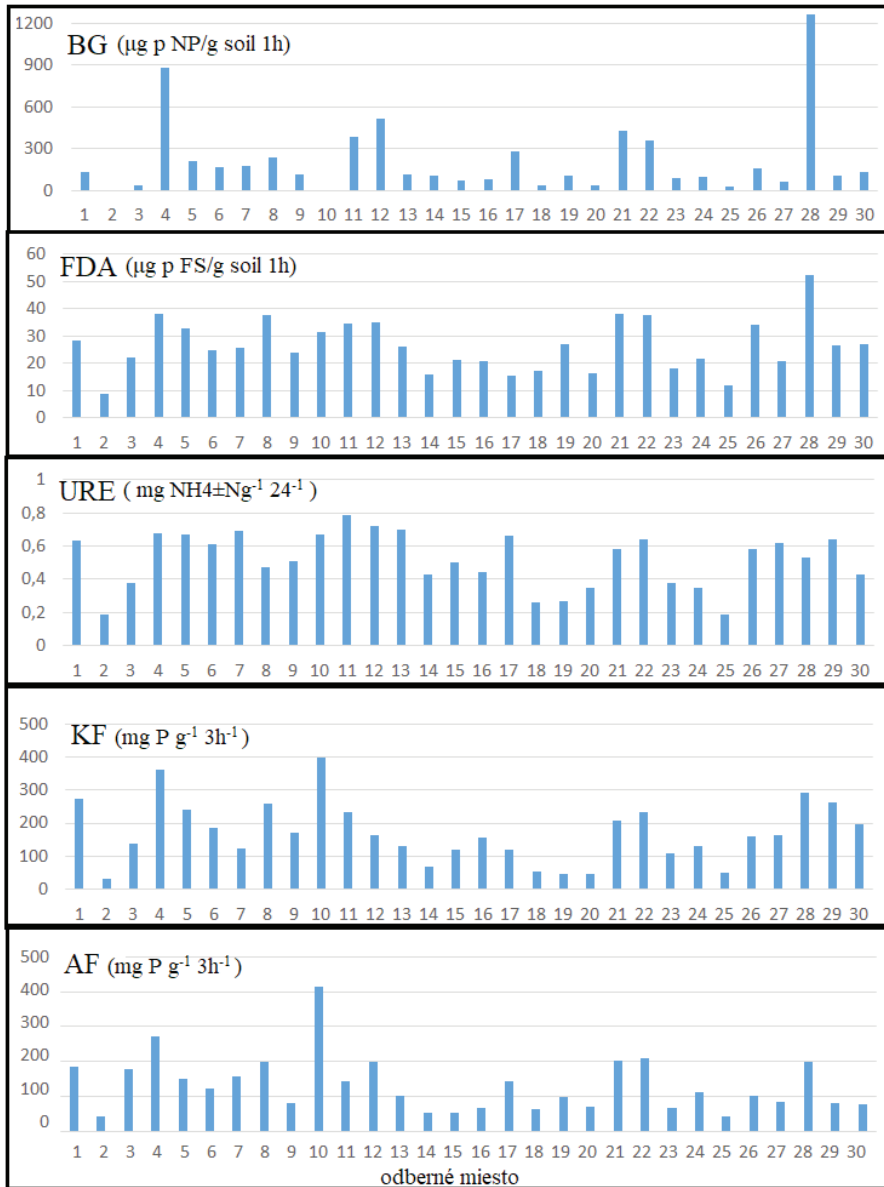 1200
BG (µg p NP/g soil 1h)
900
600
300
0
1 2 3 4 5 6 7 8 9 10 11 12 13 14 15 16 17 18 19 20 21 22 23 24 25 26 27 28 29 30
60
FDA (µg p FS/g soil 1h)
50
40
30
20
10
0
1 2 3 4 5 6 7 8 9 10 11 12 13 14 15 16 17 18 19 20 21 22 23 24 25 26 27 28 29 30
1
URE ( mg NH4±Ng⁻¹ 24⁻¹ )
0,8
0,6
0,4
0,2
0
1 2 3 4 5 6 7 8 9 10 11 12 13 14 15 16 17 18 19 20 21 22 23 24 25 26 27 28 29 30
500
KF (mg P g⁻¹ 3h⁻¹ )
400
300
200
100
0
1 2 3 4 5 6 7 8 9 10 11 12 13 14 15 16 17 18 19 20 21 22 23 24 25 26 27 28 29 30
500
AF (mg P g⁻¹ 3h⁻¹ )
400
300
200
100
0
1 2 3 4 5 6 7 8 9 10 11 12 13 14 15 16 17 18 19 20 21 22 23 24 25 26 27 28 29 30
odberné miesto